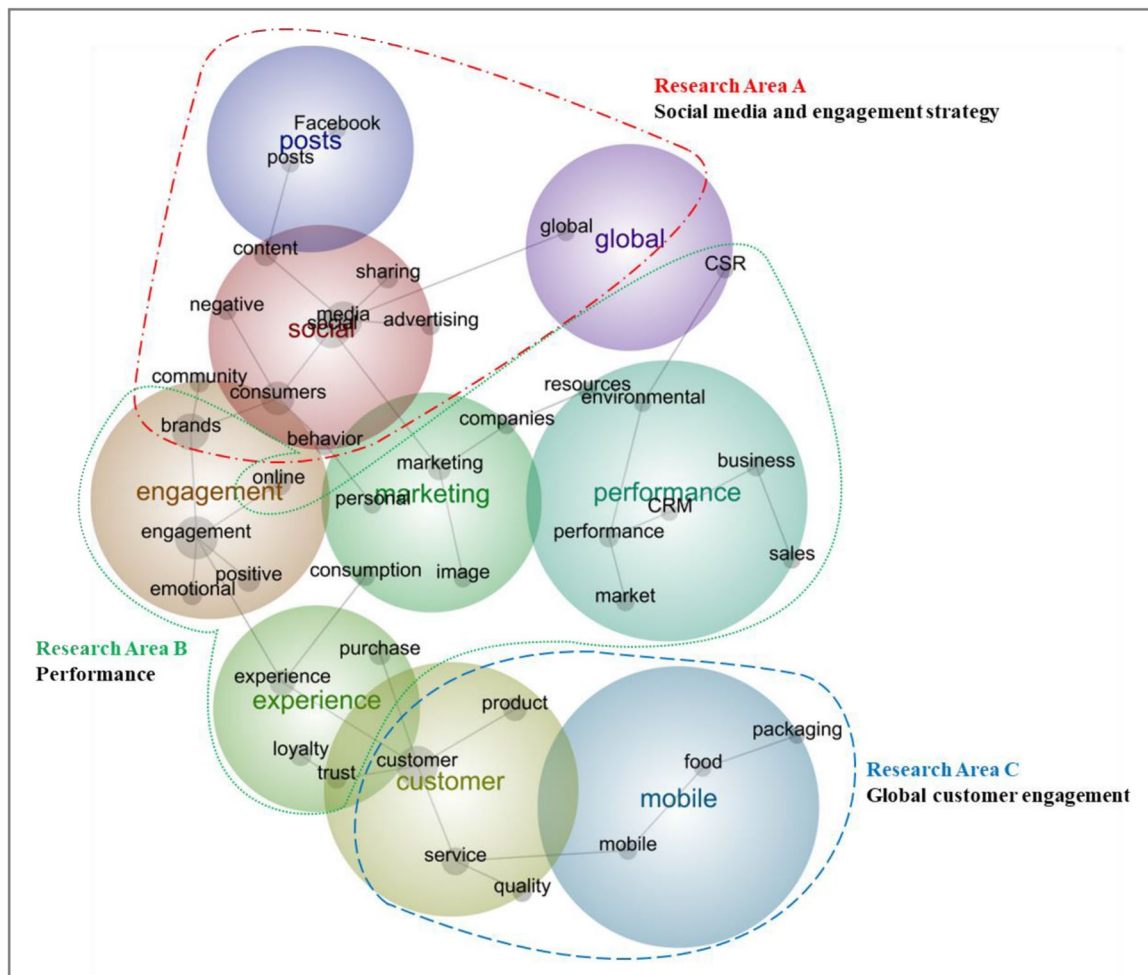 Research Area A
Social media and engagement strategy
Facebook
posts
posts
global
global
content
sharing
CSR
negative
media
social
social
advertising
community
consumers
resources
environmental
brands
companies
behavior
marketing
business
online
engagement
personal
marketing
performance
CRM
engagement
performance
sales
positive
consumption
image
emotional
market
Research Area B
Performance
purchase
experience
experience
product
packaging
loyalty
trust
customer
customer
food
mobile
Research Area C
Global customer engagement
service
mobile
quality